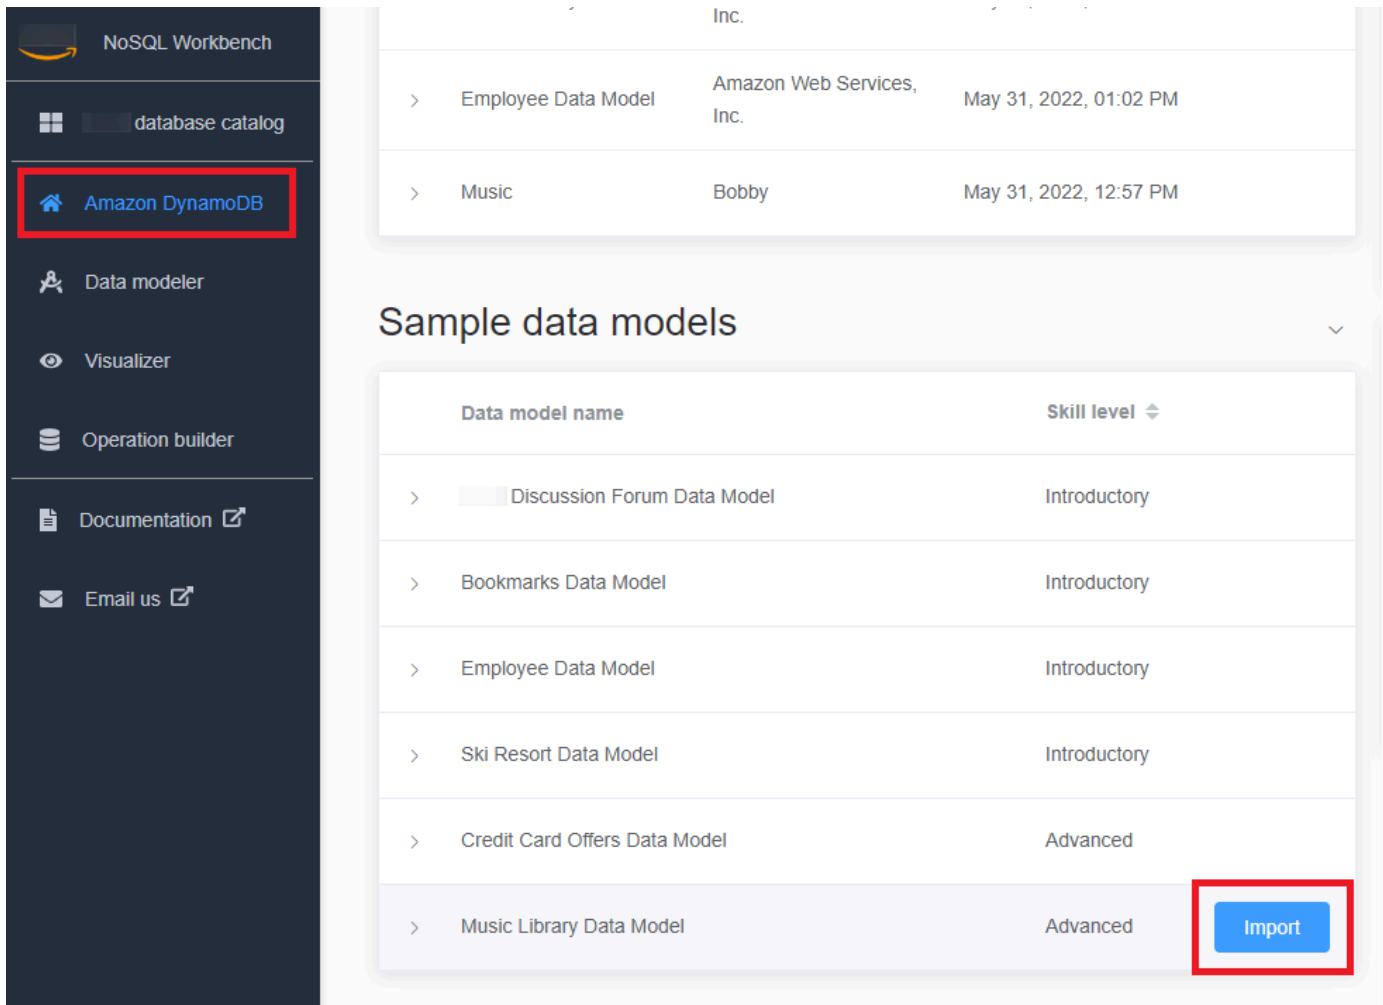 NoSQL Workbench
database catalog
Amazon DynamoDB
Data modeler
Visualizer
Operation builder
Documentation
Email us
Inc.
Employee Data Model Amazon Web Services, Inc. May 31, 2022, 01:02 PM
Music Bobby May 31, 2022, 12:57 PM
Sample data models
Data model name Skill level
Discussion Forum Data Model Introductory
Bookmarks Data Model Introductory
Employee Data Model Introductory
Ski Resort Data Model Introductory
Credit Card Offers Data Model Advanced
Music Library Data Model Advanced Import